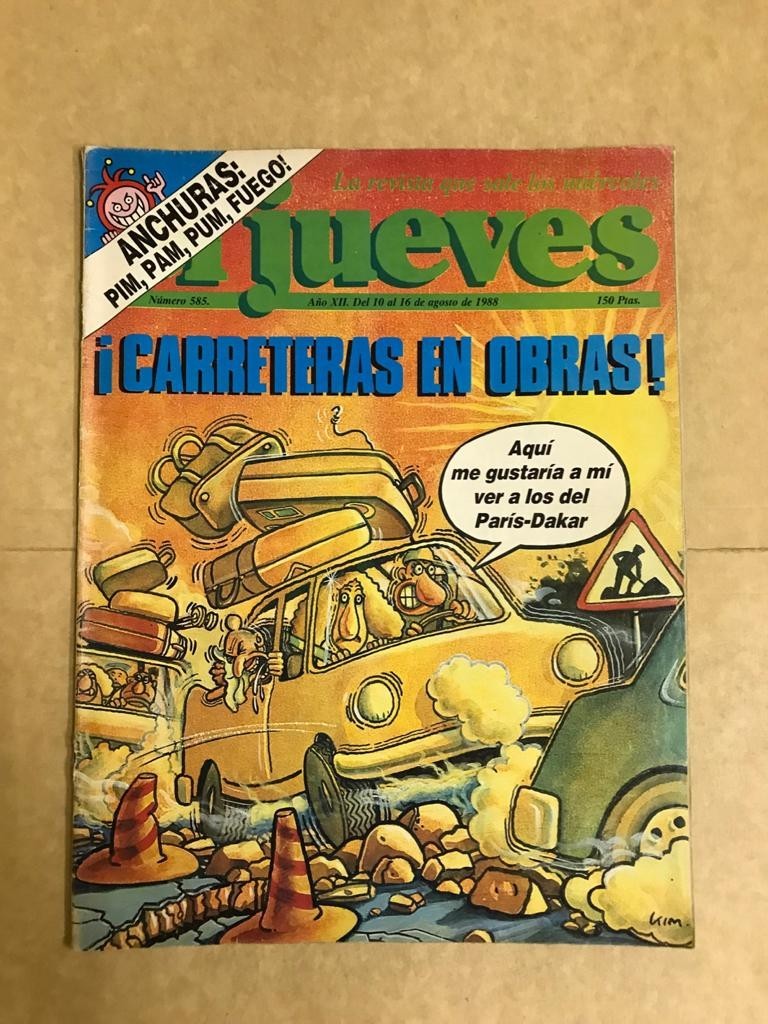 ANCHURAS:
PIM, PAM, PUM, FUEGO!
La revista que sale los miércoles
jueves
Número 585.
Año XII. Del 10 al 16 de agosto de 1988
150 Ptas.
¡CARRETERAS EN OBRAS!
Aquí
me gustaría a mí
ver a los del
París-Dakar
KIM.